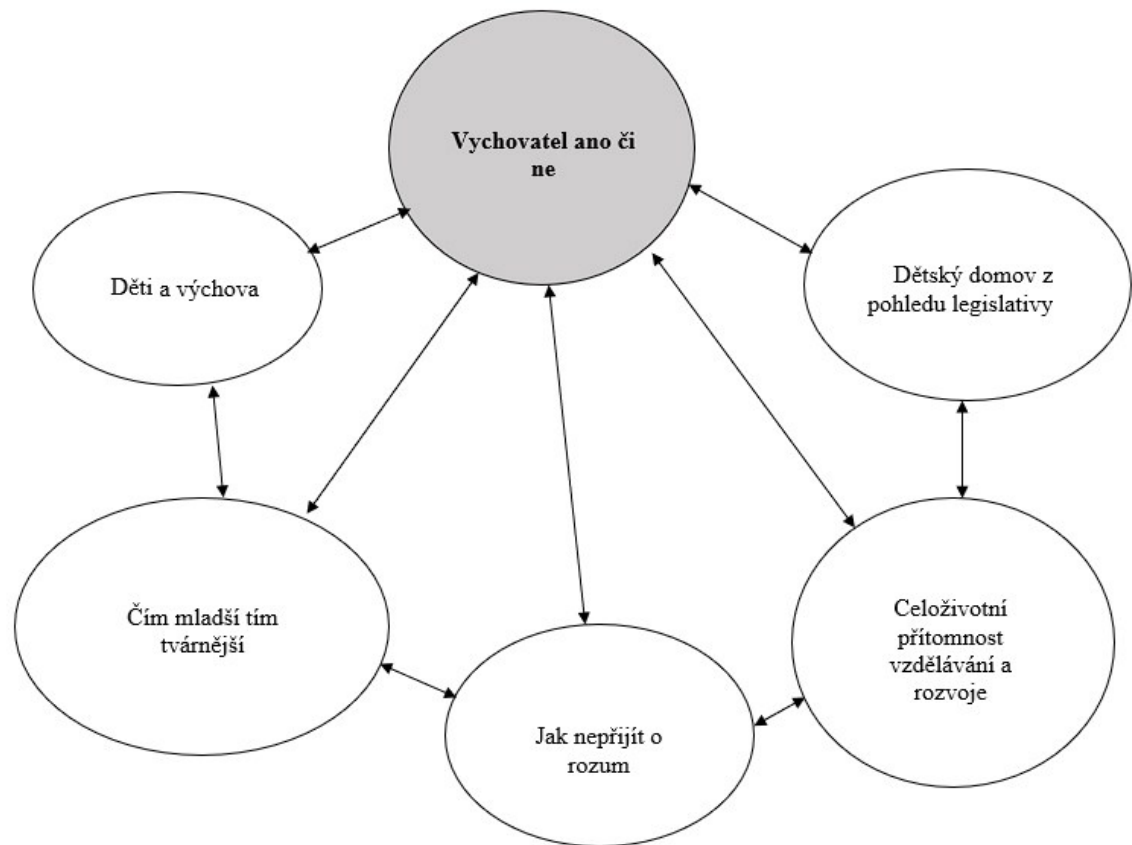 Vychovatel ano či
ne
Děti a výchova
Dětský domov z
pohledu legislativy
Čím mladší tím
tvárnější
Celoživotní
přítomnost
vzdělávání a
rozvoje
Jak nepřijít o
rozum